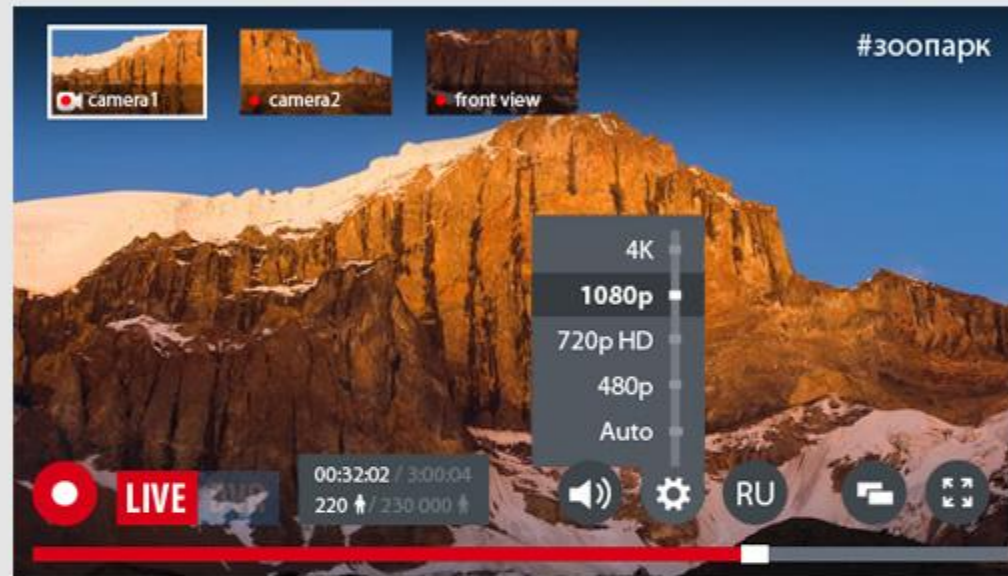 camera1
camera2
front view
#зоопарк
4K
1080p
720p HD
480p
Auto
LIVE
00:32:02 / 3:00:04
220 / 230 000
RU